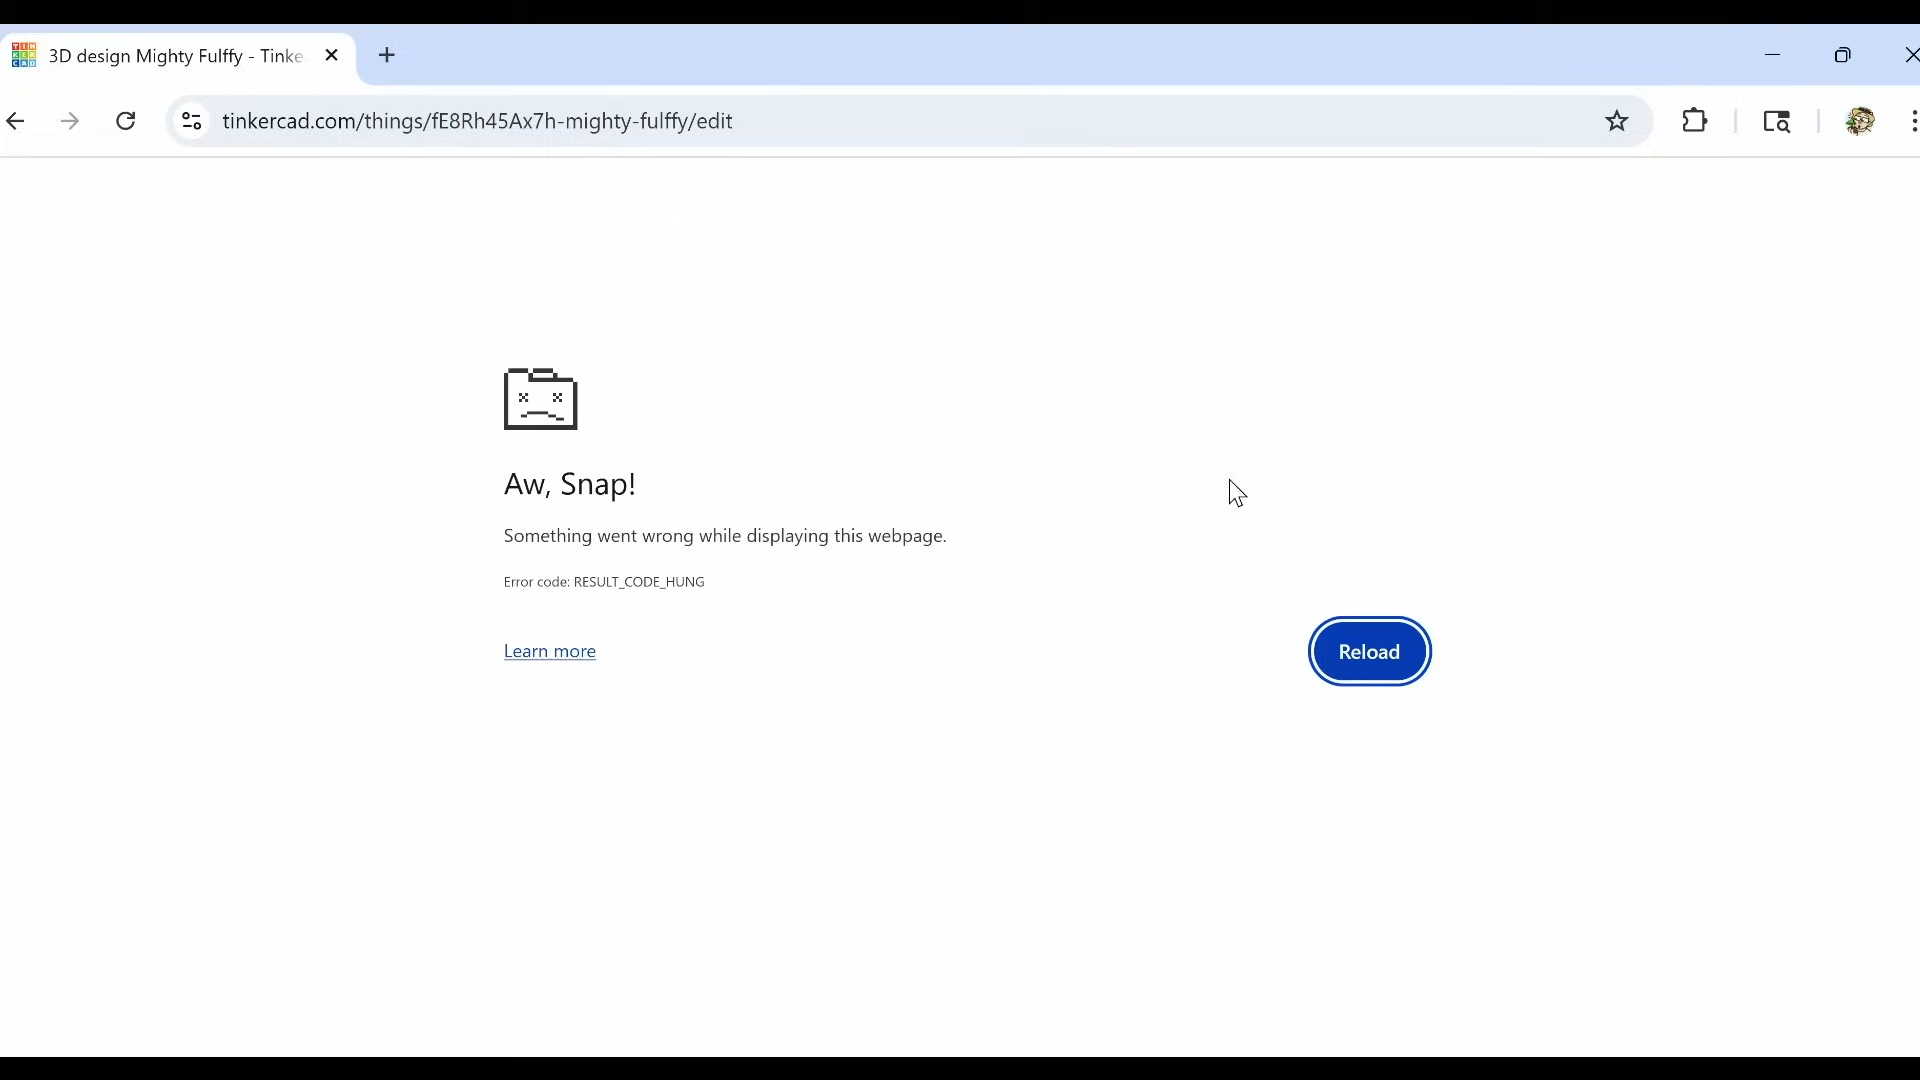 TINKERCAD
3D design Mighty Fulffy - Tinke
tinkercad.com/things/fE8Rh45Ax7h-mighty-fulffy/edit
Aw, Snap!
Something went wrong while displaying this webpage.
Error code: RESULT_CODE_HUNG
Learn more
Reload